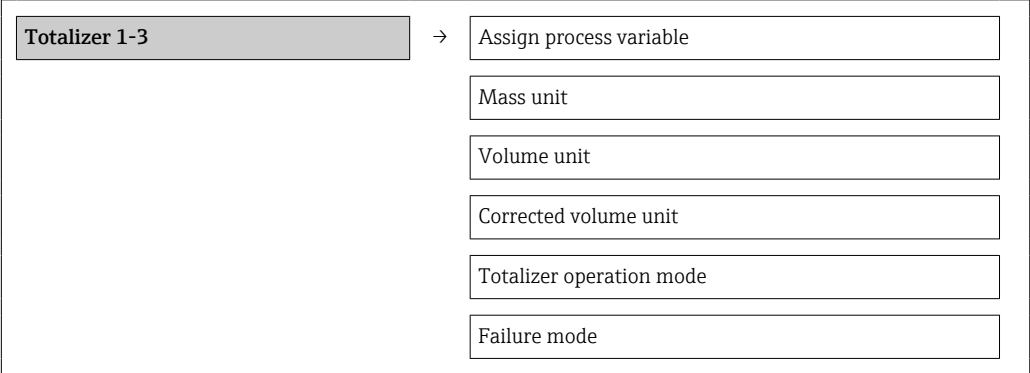 Totalizer 1-3 → Assign process variable
Mass unit
Volume unit
Corrected volume unit
Totalizer operation mode
Failure mode